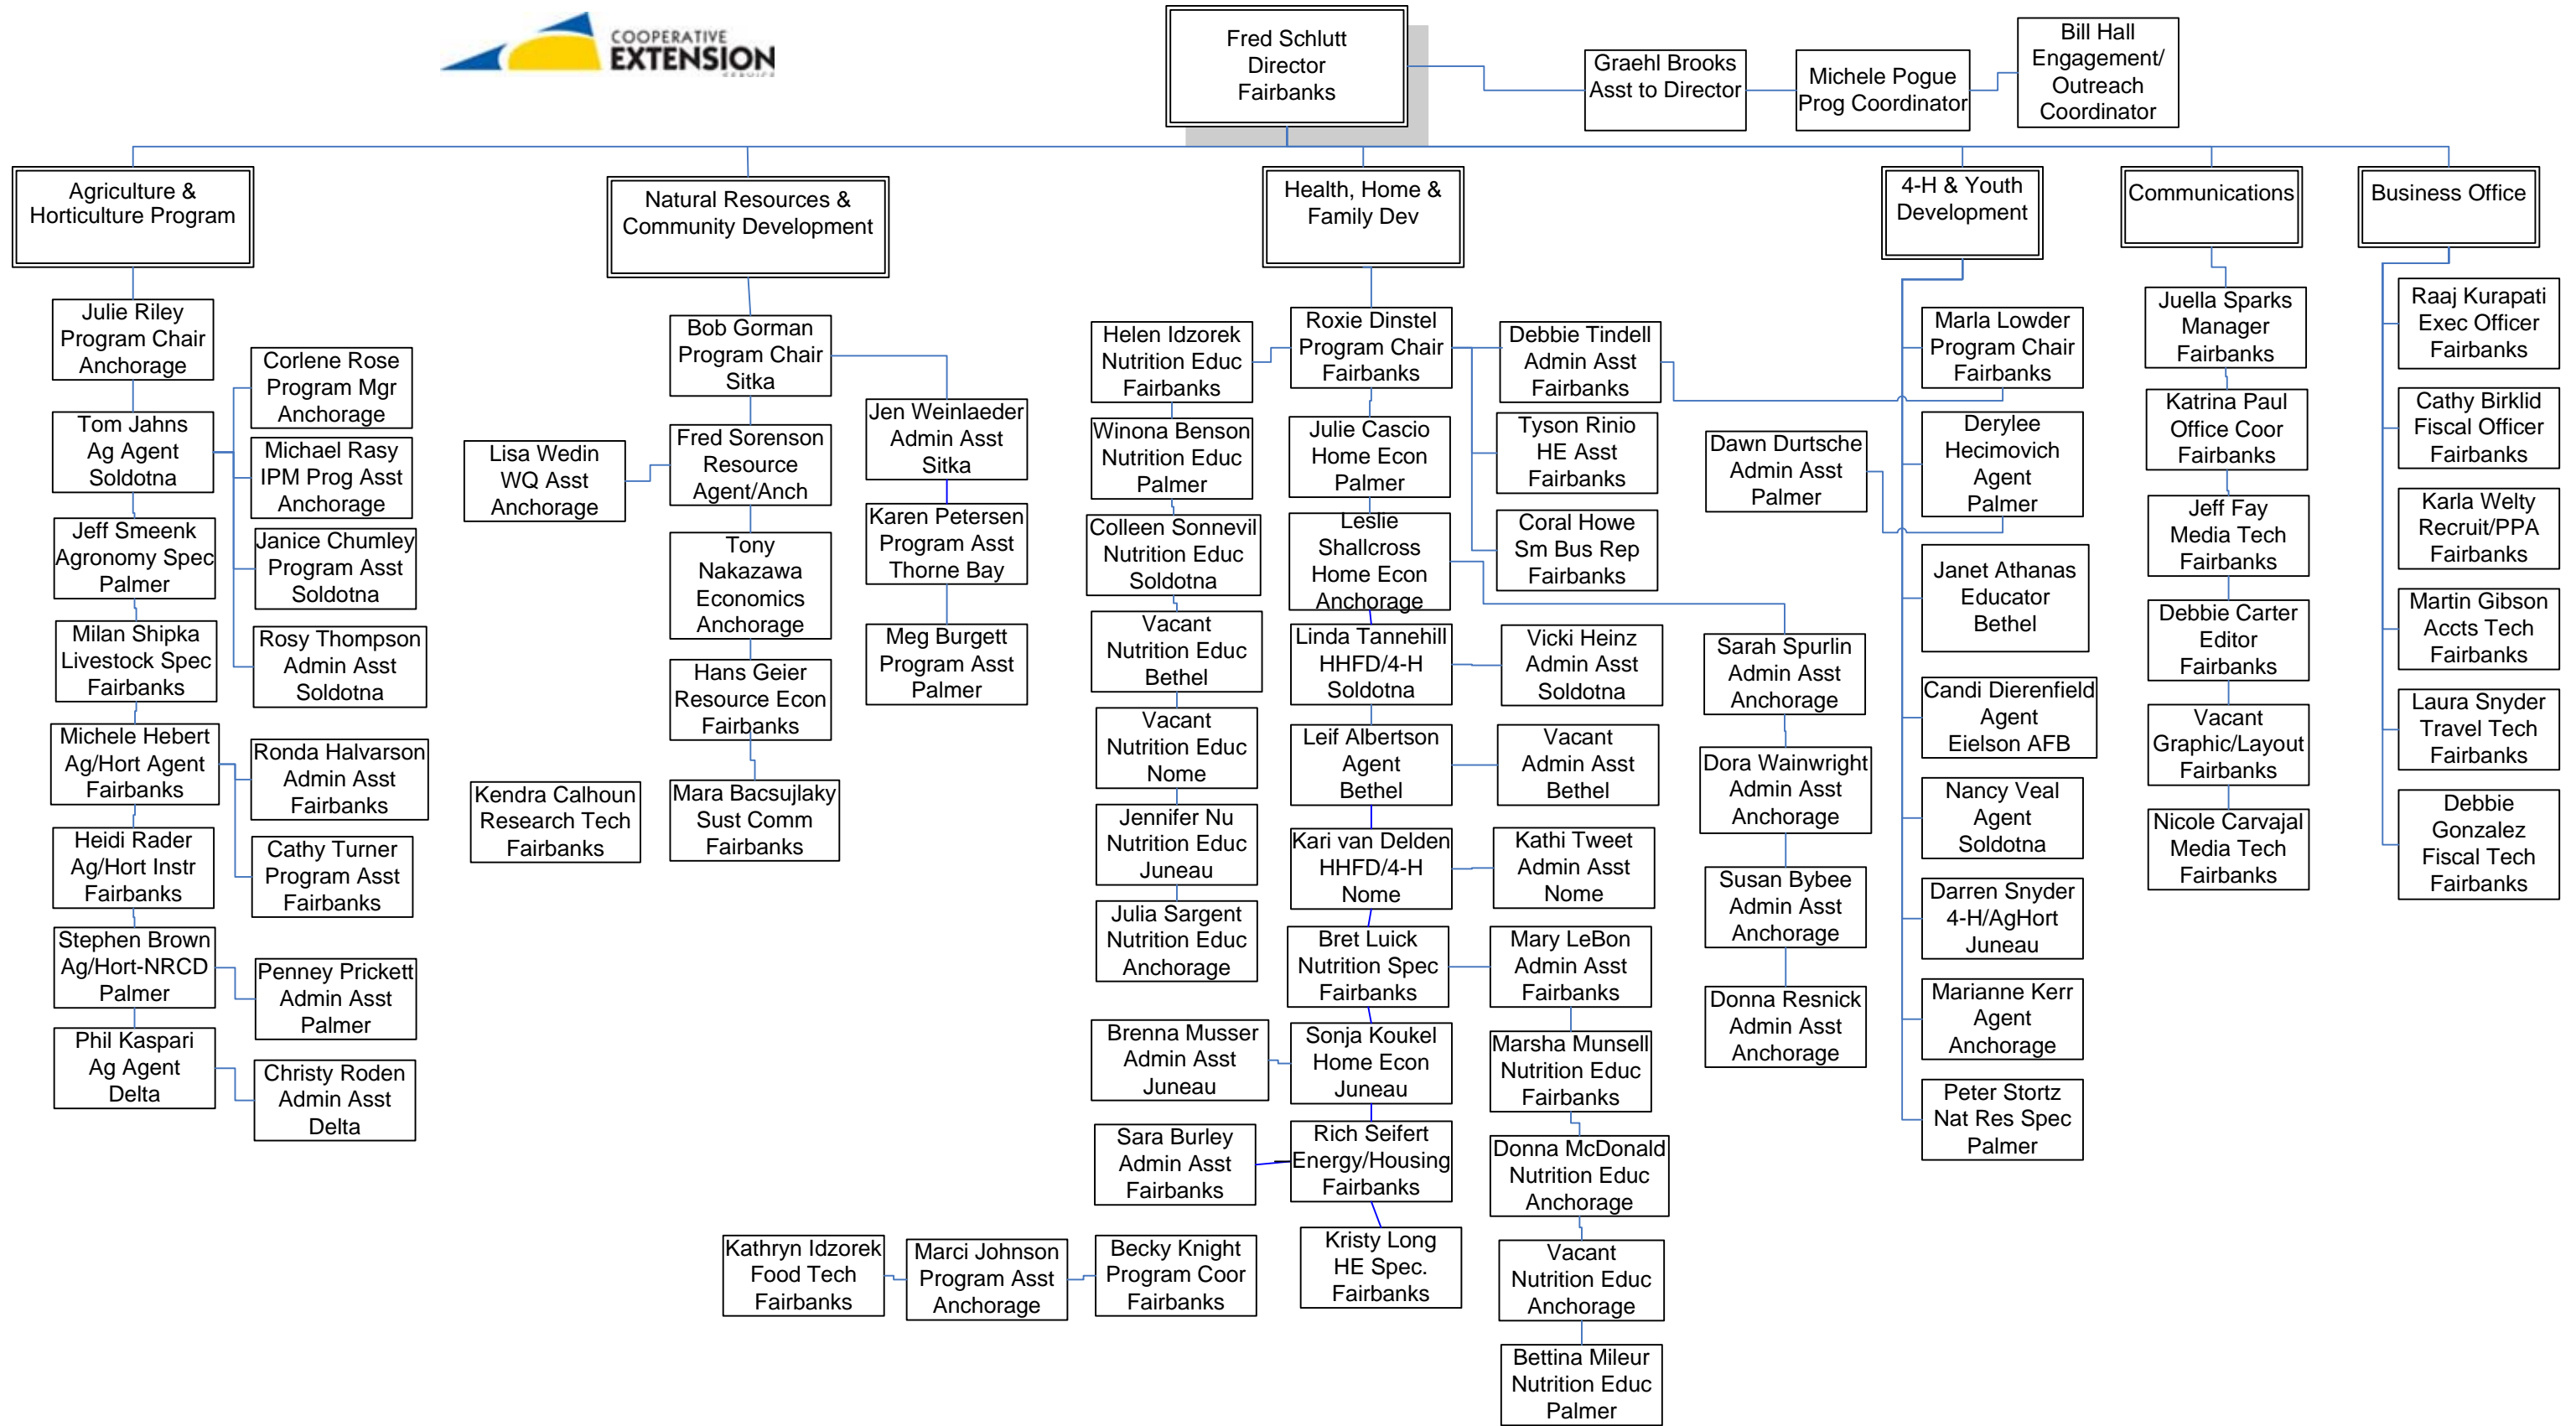 COOPERATIVE
EXTENSION
SERVICE
Fred Schlutt
Director
Fairbanks
Graehl Brooks
Asst to Director
Michele Pogue
Prog Coordinator
Bill Hall
Engagement/
Outreach
Coordinator
Agriculture &
Horticulture Program
Julie Riley
Program Chair
Anchorage
Tom Jahns
Ag Agent
Soldotna
Corlene Rose
Program Mgr
Anchorage
Michael Rasy
IPM Prog Asst
Anchorage
Janice Chumley
Program Asst
Soldotna
Rosy Thompson
Admin Asst
Soldotna
Jeff Smeenk
Agronomy Spec
Palmer
Milan Shipka
Livestock Spec
Fairbanks
Michele Hebert
Ag/Hort Agent
Fairbanks
Ronda Halvarson
Admin Asst
Fairbanks
Cathy Turner
Program Asst
Fairbanks
Heidi Rader
Ag/Hort Instr
Fairbanks
Stephen Brown
Ag/Hort-NRCD
Palmer
Penney Prickett
Admin Asst
Palmer
Phil Kaspari
Ag Agent
Delta
Christy Roden
Admin Asst
Delta
Natural Resources &
Community Development
Bob Gorman
Program Chair
Sitka
Jen Weinlaeder
Admin Asst
Sitka
Karen Petersen
Program Asst
Thorne Bay
Meg Burgett
Program Asst
Palmer
Fred Sorenson
Resource
Agent/Anch
Lisa Wedin
WQ Asst
Anchorage
Tony
Nakazawa
Economics
Anchorage
Hans Geier
Resource Econ
Fairbanks
Mara Bacsujlaky
Sust Comm
Fairbanks
Kendra Calhoun
Research Tech
Fairbanks
Health, Home &
Family Dev
Roxie Dinstel
Program Chair
Fairbanks
Helen Idzorek
Nutrition Educ
Fairbanks
Winona Benson
Nutrition Educ
Palmer
Colleen Sonnevil
Nutrition Educ
Soldotna
Vacant
Nutrition Educ
Bethel
Vacant
Nutrition Educ
Nome
Jennifer Nu
Nutrition Educ
Juneau
Julia Sargent
Nutrition Educ
Anchorage
Debbie Tindell
Admin Asst
Fairbanks
Tyson Rinio
HE Asst
Fairbanks
Coral Howe
Sm Bus Rep
Fairbanks
Julie Cascio
Home Econ
Palmer
Leslie
Shallcross
Home Econ
Anchorage
Sarah Spurlin
Admin Asst
Anchorage
Dora Wainwright
Admin Asst
Anchorage
Susan Bybee
Admin Asst
Anchorage
Donna Resnick
Admin Asst
Anchorage
Linda Tannehill
HHFD/4-H
Soldotna
Vicki Heinz
Admin Asst
Soldotna
Leif Albertson
Agent
Bethel
Vacant
Admin Asst
Bethel
Kari van Delden
HHFD/4-H
Nome
Kathi Tweet
Admin Asst
Nome
Bret Luick
Nutrition Spec
Fairbanks
Mary LeBon
Admin Asst
Fairbanks
Marsha Munsell
Nutrition Educ
Fairbanks
Donna McDonald
Nutrition Educ
Anchorage
Vacant
Nutrition Educ
Anchorage
Bettina Mileur
Nutrition Educ
Palmer
Sonja Koukel
Home Econ
Juneau
Brenna Musser
Admin Asst
Juneau
Rich Seifert
Energy/Housing
Fairbanks
Sara Burley
Admin Asst
Fairbanks
Kristy Long
HE Spec.
Fairbanks
Kathryn Idzorek
Food Tech
Fairbanks
Marci Johnson
Program Asst
Anchorage
Becky Knight
Program Coor
Fairbanks
4-H & Youth
Development
Marla Lowder
Program Chair
Fairbanks
Derylee
Hecimovich
Agent
Palmer
Dawn Durtsche
Admin Asst
Palmer
Janet Athanas
Educator
Bethel
Candi Dierenfield
Agent
Eielson AFB
Nancy Veal
Agent
Soldotna
Darren Snyder
4-H/AgHort
Juneau
Marianne Kerr
Agent
Anchorage
Peter Stortz
Nat Res Spec
Palmer
Communications
Juella Sparks
Manager
Fairbanks
Katrina Paul
Office Coor
Fairbanks
Jeff Fay
Media Tech
Fairbanks
Debbie Carter
Editor
Fairbanks
Vacant
Graphic/Layout
Fairbanks
Nicole Carvajal
Media Tech
Fairbanks
Business Office
Raaj Kurapati
Exec Officer
Fairbanks
Cathy Birklid
Fiscal Officer
Fairbanks
Karla Welty
Recruit/PPA
Fairbanks
Martin Gibson
Accts Tech
Fairbanks
Laura Snyder
Travel Tech
Fairbanks
Debbie
Gonzalez
Fiscal Tech
Fairbanks